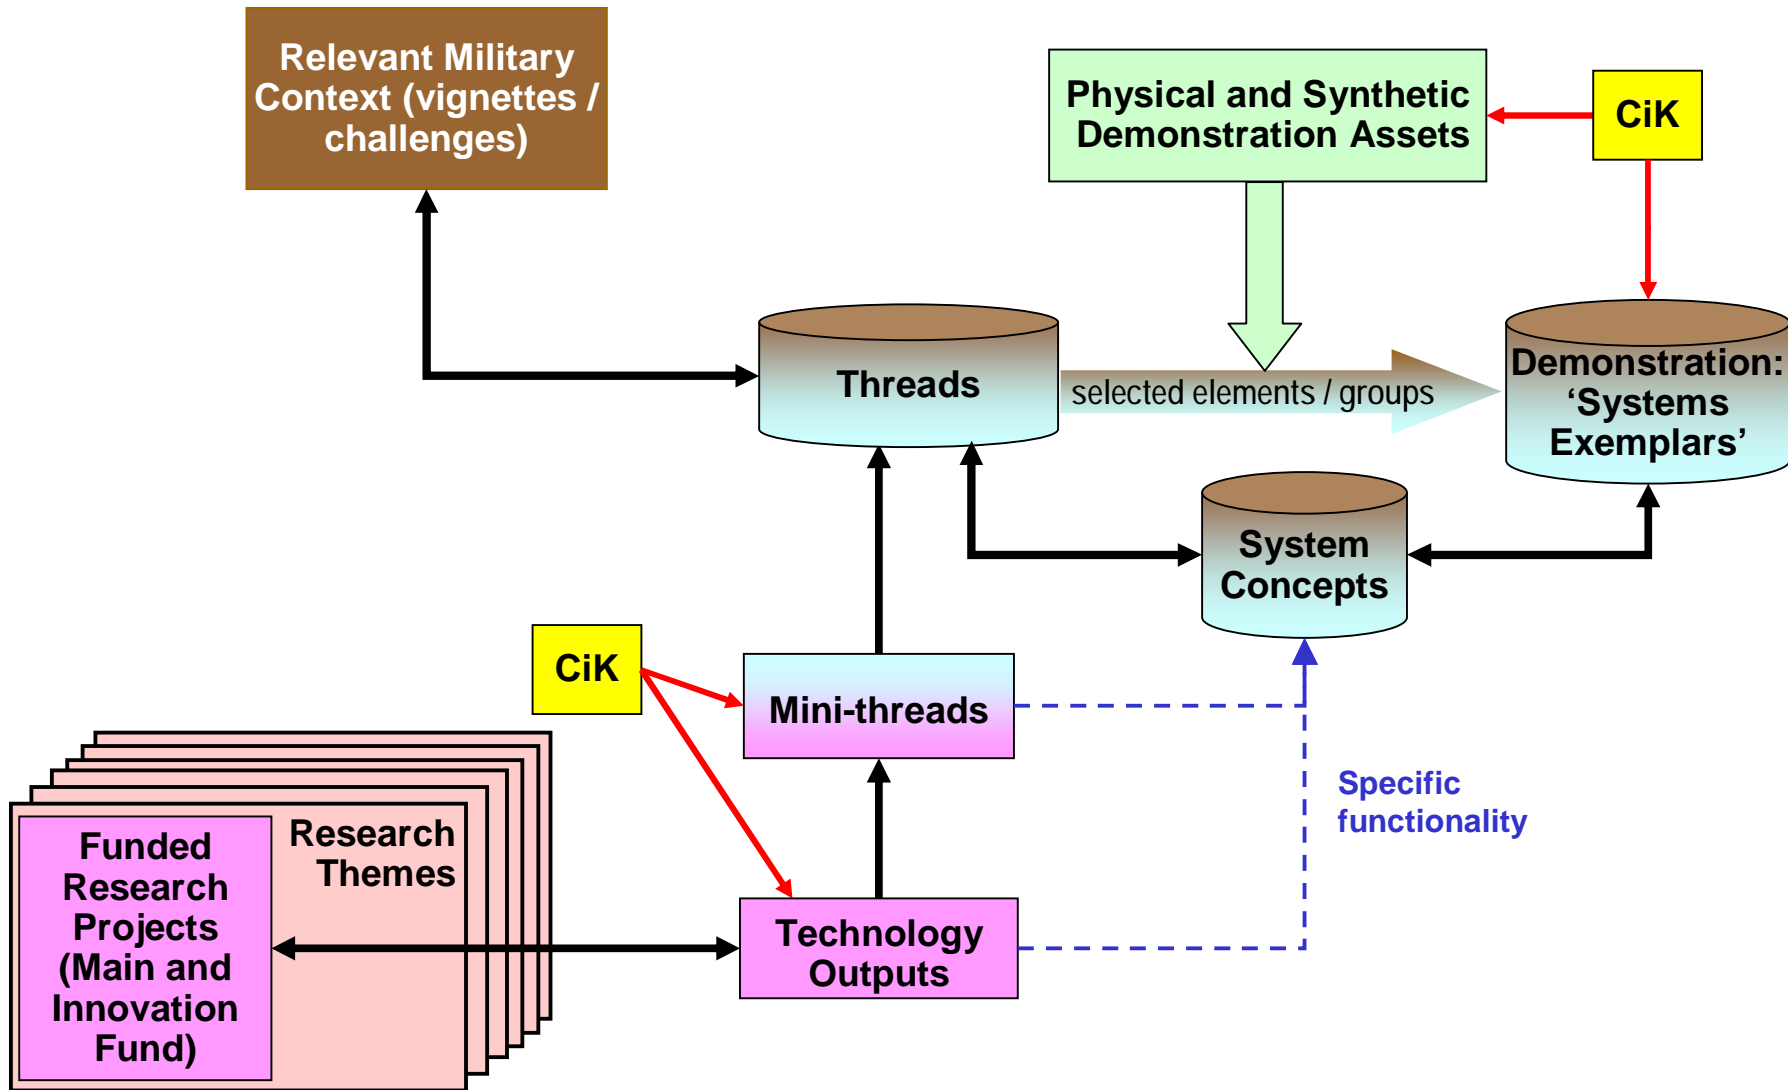 Relevant Military
Context (vignettes /
challenges)
Physical and Synthetic
Demonstration Assets
CiK
Threads
selected elements / groups
Demonstration:
‘Systems
Exemplars’
System
Concepts
CiK
Mini-threads
Specific
functionality
Research
Themes
Funded
Research
Projects
(Main and
Innovation
Fund)
Technology
Outputs